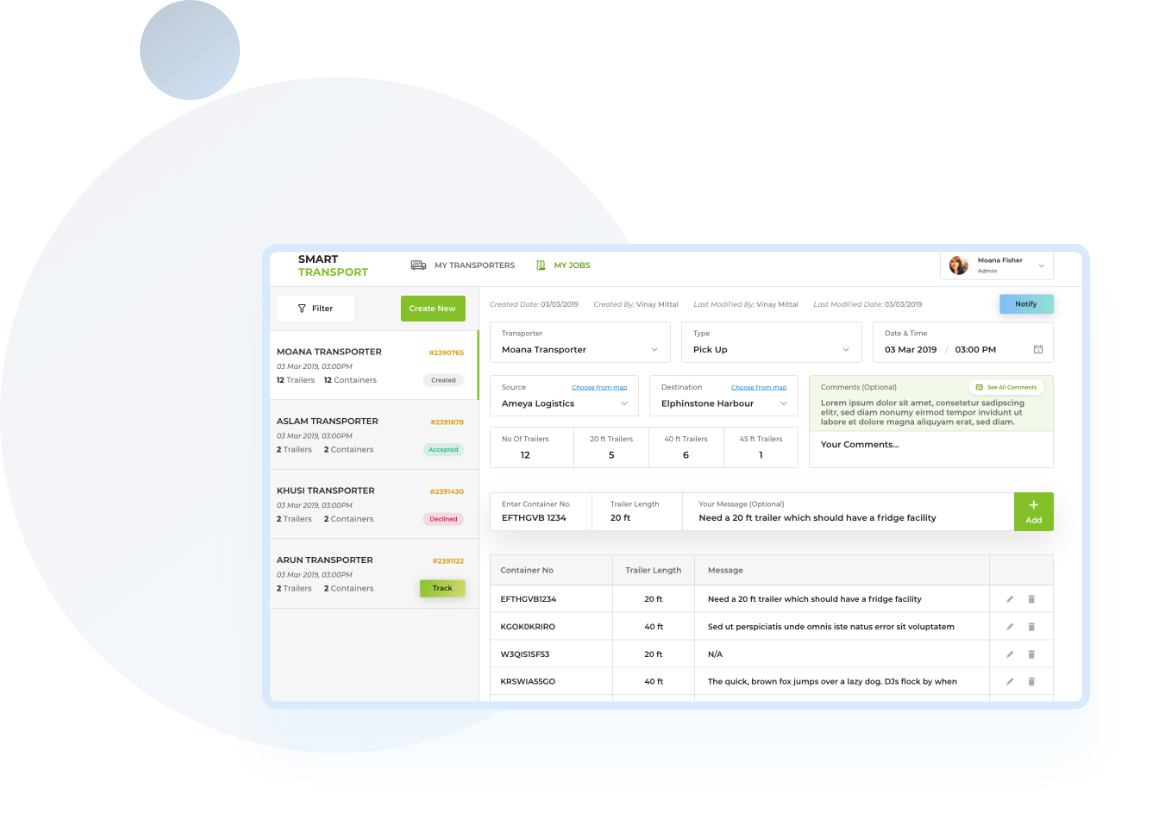 SMART
TRANSPORT
MY TRANSPORTERS
MY JOBS
Moana Fisher
Admin
Filter
Create New
MOANA TRANSPORTER
#2390765
03 Mar 2019, 03:00PM
12 Trailers 12 Containers
Created
ASLAM TRANSPORTER
#2391678
03 Mar 2019, 03:00PM
2 Trailers 2 Containers
Accepted
KHUSI TRANSPORTER
#2391430
03 Mar 2019, 03:00PM
2 Trailers 2 Containers
Declined
ARUN TRANSPORTER
#2391122
03 Mar 2019, 03:00PM
2 Trailers 2 Containers
Track
Created Date: 03/03/2019 Created By: Vinay Mittal Last Modified By: Vinay Mittal Last Modified Date: 03/03/2019
Notify
Transporter
Moana Transporter
Type
Pick Up
Date & Time
03 Mar 2019 / 03:00 PM
Source Choose from map
Ameya Logistics
Destination Choose from map
Elphinstone Harbour
Comments (Optional)
See All Comments
Lorem ipsum dolor sit amet, consetetur sadipscing
elitr, sed diam nonumy eirmod tempor invidunt ut
labore et dolore magna aliquyam erat, sed diam.
Your Comments...
No Of Trailers
12
20 ft Trailers
5
40 ft Trailers
6
45 ft Trailers
1
Enter Container No.
EFTHGVB 1234
Trailer Length
20 ft
Your Message (Optional)
Need a 20 ft trailer which should have a fridge facility
+
Add
Container No Trailer Length Message
EFTHGVB1234 20 ft Need a 20 ft trailer which should have a fridge facility
KGOK0KRIRO 40 ft Sed ut perspiciatis unde omnis iste natus error sit voluptatem
W3QIS1SF53 20 ft N/A
KRSWIA55GO 40 ft The quick, brown fox jumps over a lazy dog. DJs flock by when